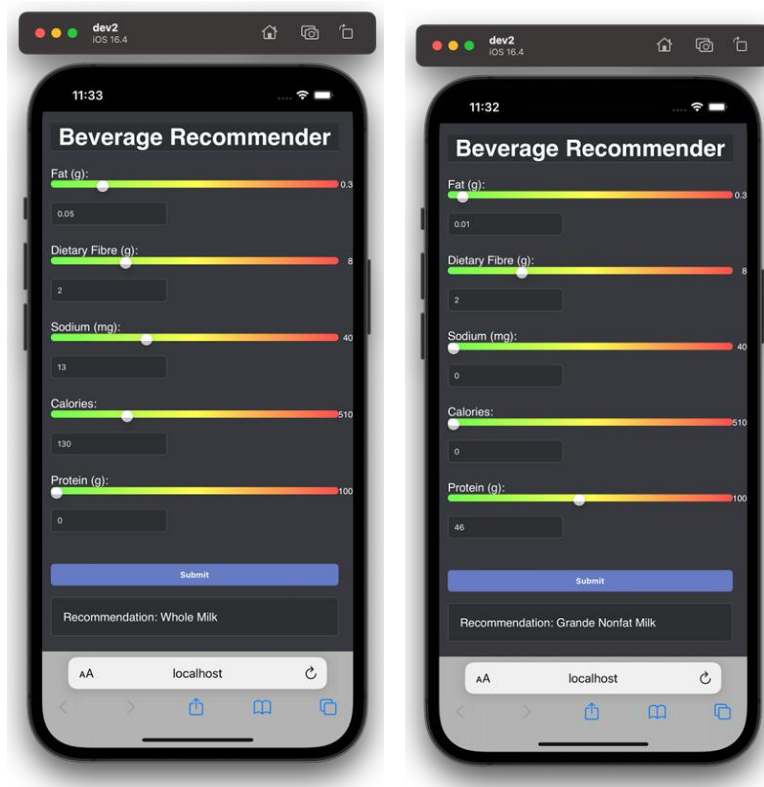 dev2
iOS 16.4
11:33
Beverage Recommender
Fat (g):
0.3
0.05
Dietary Fibre (g):
8
2
Sodium (mg):
40
13
Calories:
510
130
Protein (g):
100
0
Submit
Recommendation: Whole Milk
AA
localhost
dev2
iOS 16.4
11:32
Beverage Recommender
Fat (g):
0.3
0.01
Dietary Fibre (g):
8
2
Sodium (mg):
40
0
Calories:
510
0
Protein (g):
100
46
Submit
Recommendation: Grande Nonfat Milk
AA
localhost